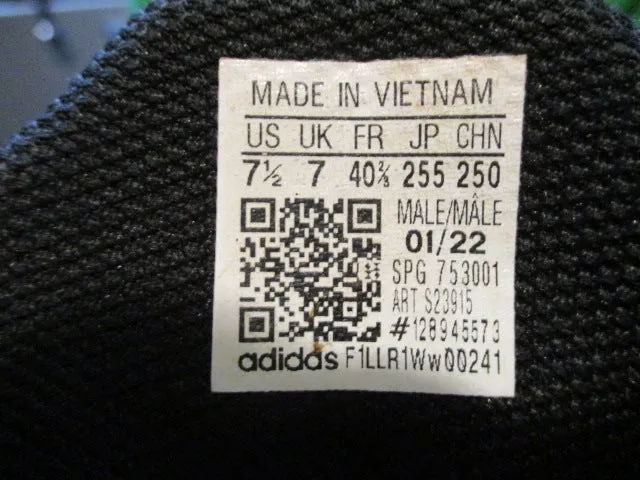 MADE IN VIETNAM
US UK FR JP CHN
7½ 7 40⅔ 255 250
MALE/MÂLE
01/22
SPG 753001
ART S23915
#128945573
adidas F1LLR1Ww00241